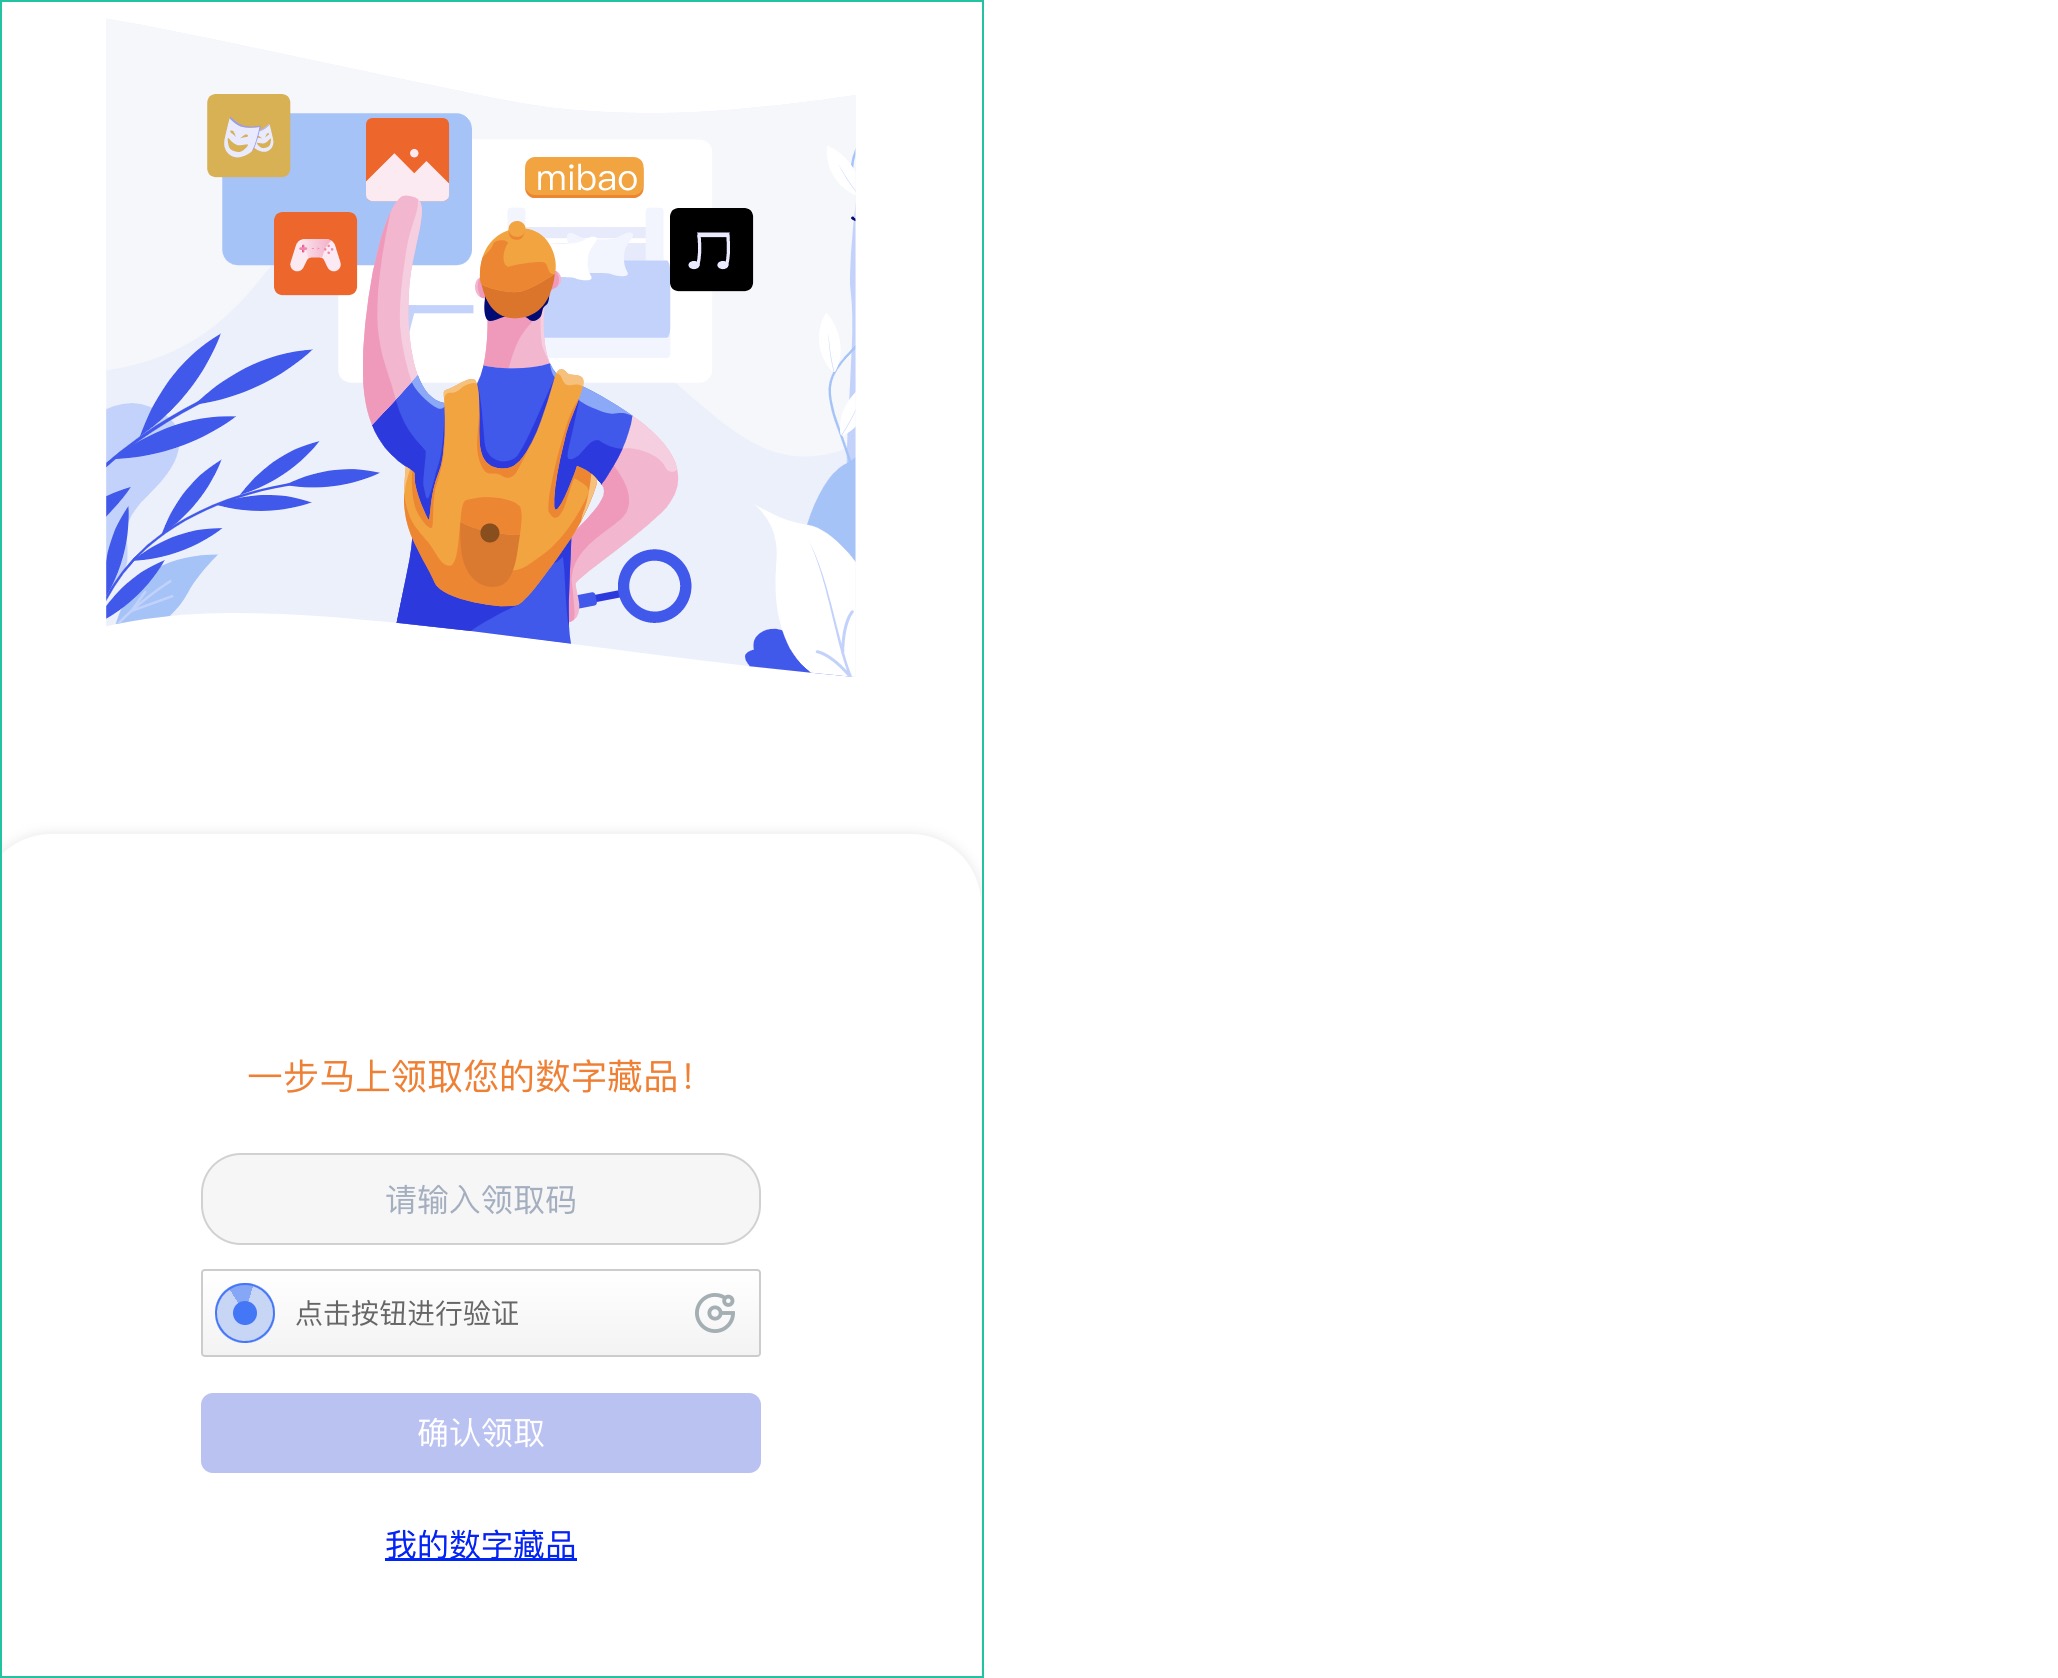 mibao
一步马上领取您的数字藏品！
请输入领取码
点击按钮进行验证
确认领取
我的数字藏品